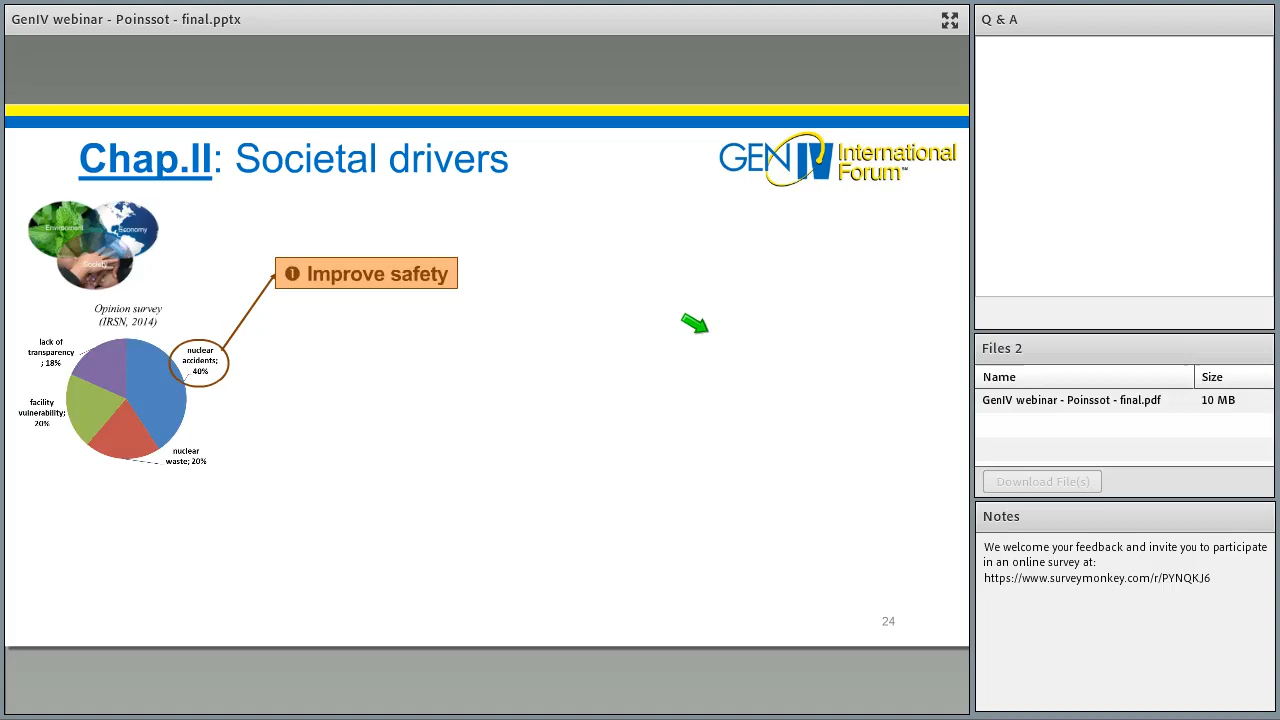 GenIV webinar - Poinssot - final.pptx
Chap.II: Societal drivers
GEN IV International
Forum™
Environment
Economy
Society
Opinion survey
(IRSN, 2014)
❶ Improve safety
lack of
transparency
; 18%
nuclear
accidents;
40%
facility
vulnerability;
20%
nuclear
waste; 20%
24
Q & A
Files 2
Name Size
GenIV webinar - Poinssot - final.pdf 10 MB
Download File(s)
Notes
We welcome your feedback and invite you to participate
in an online survey at:
https://www.surveymonkey.com/r/PYNQKJ6